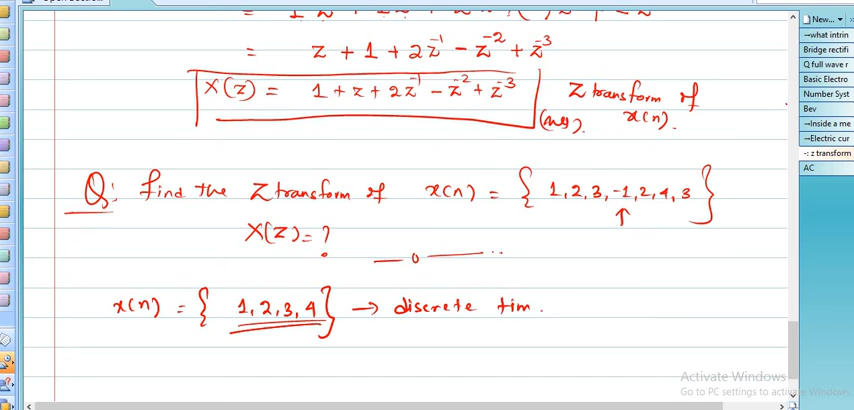 = z + 1 + 2z⁻¹ − z⁻² + z⁻³
X(z) = 1 + z + 2z⁻¹ − z⁻² + z⁻³
Z transform of
x(n).
(Ans).
Q: find the Z transform of x(n) = { 1, 2, 3, -1, 2, 4, 3 }
↑
X(z) = ?
x(n) = { 1, 2, 3, 4 } → discrete tim.
New...
what intrin
Bridge rectifi
Q full wave r
Basic Electro
Number Syst
Bev
Inside a me
Electric cur
z transform
AC
Activate Windows
Go to PC settings to activate Windows.